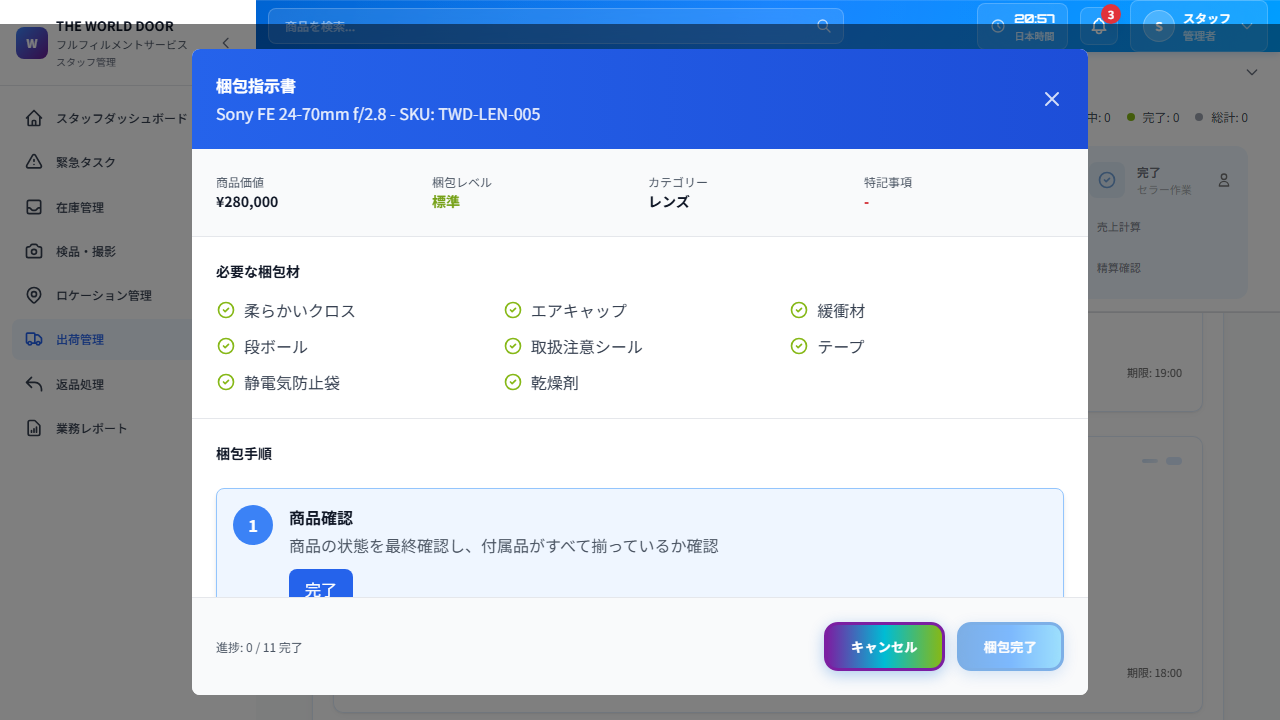 THE WORLD DOOR
フルフィルメントサービス
スタッフ管理
W
商品を検索...
20:57
日本時間
3
S
スタッフ
管理者
スタッフダッシュボード
緊急タスク
在庫管理
検品・撮影
ロケーション管理
出荷管理
返品処理
業務レポート
中: 0
完了: 0
総計: 0
完了
セラー作業
売上計算
精算確認
期限: 19:00
期限: 18:00
梱包指示書
Sony FE 24-70mm f/2.8 - SKU: TWD-LEN-005
商品価値
¥280,000
梱包レベル
標準
カテゴリー
レンズ
特記事項
-
必要な梱包材
柔らかいクロス
エアキャップ
緩衝材
段ボール
取扱注意シール
テープ
静電気防止袋
乾燥剤
梱包手順
1
商品確認
商品の状態を最終確認し、付属品がすべて揃っているか確認
完了
進捗: 0 / 11 完了
キャンセル
梱包完了